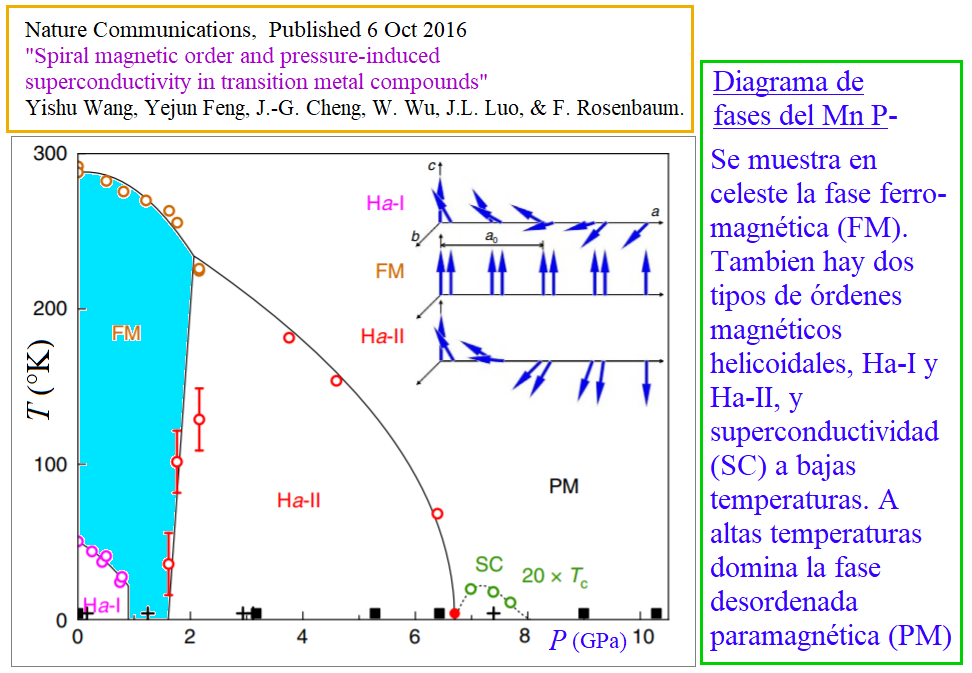 Nature Communications,  Published 6 Oct 2016
"Spiral magnetic order and pressure-induced
superconductivity in transition metal compounds"
Yishu Wang, Yejun Feng, J.-G. Cheng, W. Wu, J.L. Luo, & F. Rosenbaum.
Diagrama de
fases del Mn P-
Se muestra en
celeste la fase ferro-
magnética (FM).
Tambien hay dos
tipos de órdenes
magnéticos
helicoidales, Ha-I y
Ha-II, y
superconductividad
(SC) a bajas
temperaturas. A
altas temperaturas
domina la fase
desordenada
paramagnética (PM)
300
200
100
0
T (°K)
c
Ha-I
a
b
a₀
FM
Ha-II
FM
Ha-II
PM
Ha-I
SC
20 × Tc
0
2
4
6
8
10
P (GPa)